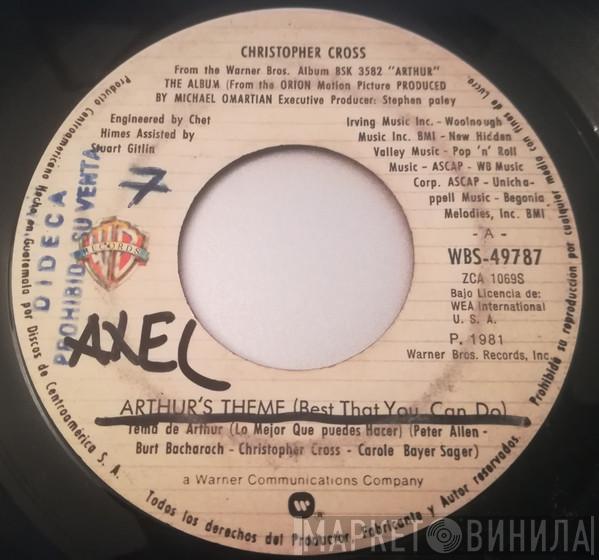 CHRISTOPHER CROSS
From the Warner Bros. Album BSK 3582 "ARTHUR"
THE ALBUM (From the ORION Motion Picture PRODUCED
BY MICHAEL OMARTIAN Executive Producer: Stephen paley
Engineered by Chet
Himes Assisted by
Stuart Gitlin
Irving Music Inc. - Woolnough
Music Inc. BMI - New Hidden
Valley Music - Pop 'n' Roll
Music - ASCAP - WB Music
Corp. ASCAP - Unicha-
ppell Music - Begonia
Melodies, Inc. BMI
- A -
WBS-49787
ZCA 1069S
Bajo Licencia de:
WEA International
U. S. A.
P. 1981
Warner Bros. Records, Inc.
7
DIDECA
PROHIBIDA SU VENTA
RECORDS
AXEL
ARTHUR'S THEME (Best That You Can Do)
Tema de Arthur (Lo Mejor Que puedes Hacer) (Peter Allen -
Burt Bacharach - Christopher Cross - Carole Bayer Sager)
a Warner Communications Company
Producto Centroamericano Hecho en Guatemala por Discos de Centroamérica S. A.
Todos los derechos del Productor, Fabricante y Autor reservados.
Prohibida su reproducción por cualquier medio con fines de Lucro.
МАРКЕТ ВИНИЛА